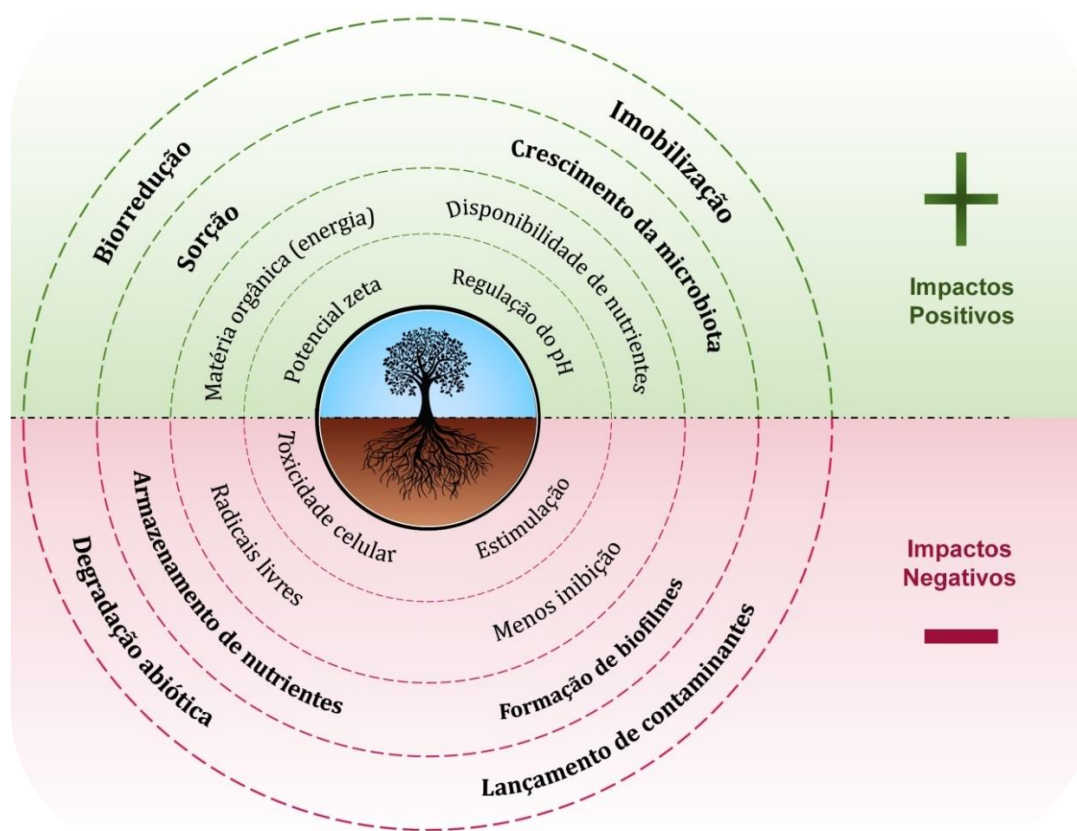 Biorredução
Imobilização
Sorção
Crescimento da microbiota
Matéria orgânica (energia)
Disponibilidade de nutrientes
Potencial zeta
Regulação do pH
Impactos
Positivos
Toxicidade celular
Estimulação
Radicais livres
Menos inibição
Armazenamento de nutrientes
Formação de biofilmes
Degradação abiótica
Lançamento de contaminantes
Impactos
Negativos